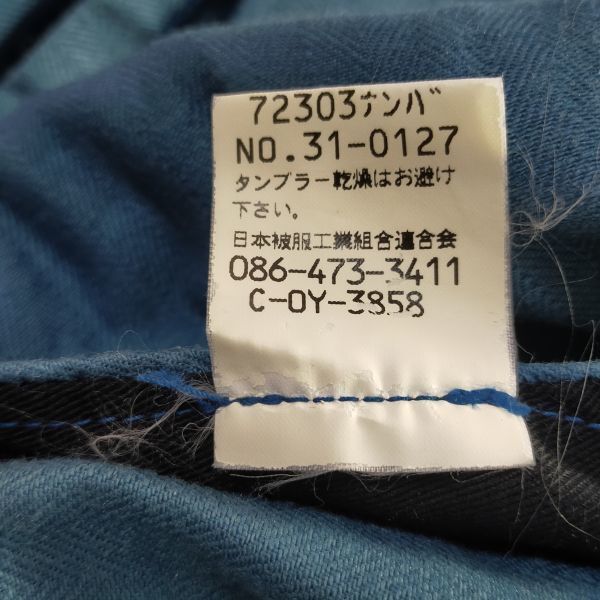 72303ナンバ
NO.31-0127
タンブラー乾燥はお避け
下さい。
日本被服工業組合連合会
086-473-3411
C-OY-3858